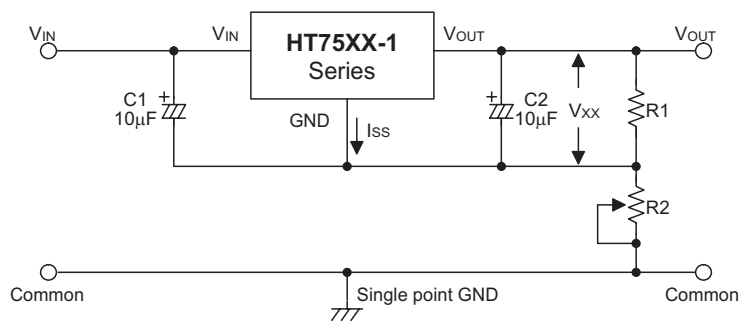 VIN
VIN
HT75XX-1
Series
VOUT
VOUT
C1
10μF
+
GND
ISS
+
C2
10μF
VXX
R1
R2
Common
Single point GND
Common